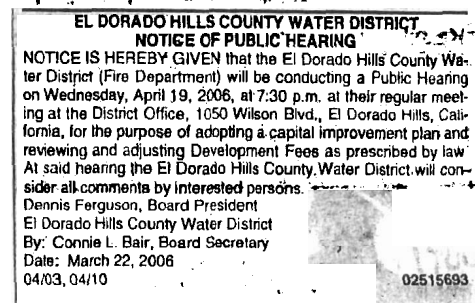 EL DORADO HILLS COUNTY WATER DISTRICT
NOTICE OF PUBLIC HEARING
NOTICE IS HEREBY GIVEN that the El Dorado Hills County Wa-
ter District (Fire Department) will be conducting a Public Hearing
on Wednesday, April 19, 2006, at 7:30 p.m. at their regular meet-
ing at the District Office, 1050 Wilson Blvd., El Dorado Hills, Cal-
ifornia, for the purpose of adopting a capital improvement plan and
reviewing and adjusting Development Fees as prescribed by law
At said hearing the El Dorado Hills County Water District will con-
sider all comments by interested persons.
Dennis Ferguson, Board President
El Dorado Hills County Water District
By: Connie L. Bair, Board Secretary
Date: March 22, 2006
04/03, 04/10 02515693